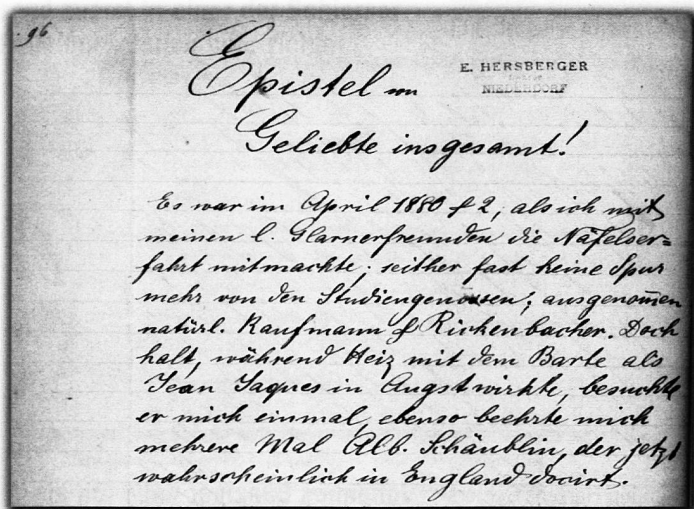 96
Epistel von
E. HERSBERGER
NIEDERDORF
Geliebte insgesamt!
Es war im April 1880 & 2, als ich mit
meinen l. Glarnerfreunden die Näfelser=
fahrt mitmachte; seither fast keine Spur
mehr von den Studiengenossen; ausgenom̅en
natürl. Kaufmann & Rickenbacher. Doch
halt, während Heiz mit dem Barte als
Jean Jaques in Augst wirkte, besuchte
er mich einmal, ebenso beehrte mich
mehrere Mal Alb. Schäublin, der jetzt
wahrscheinlich in England docirt.